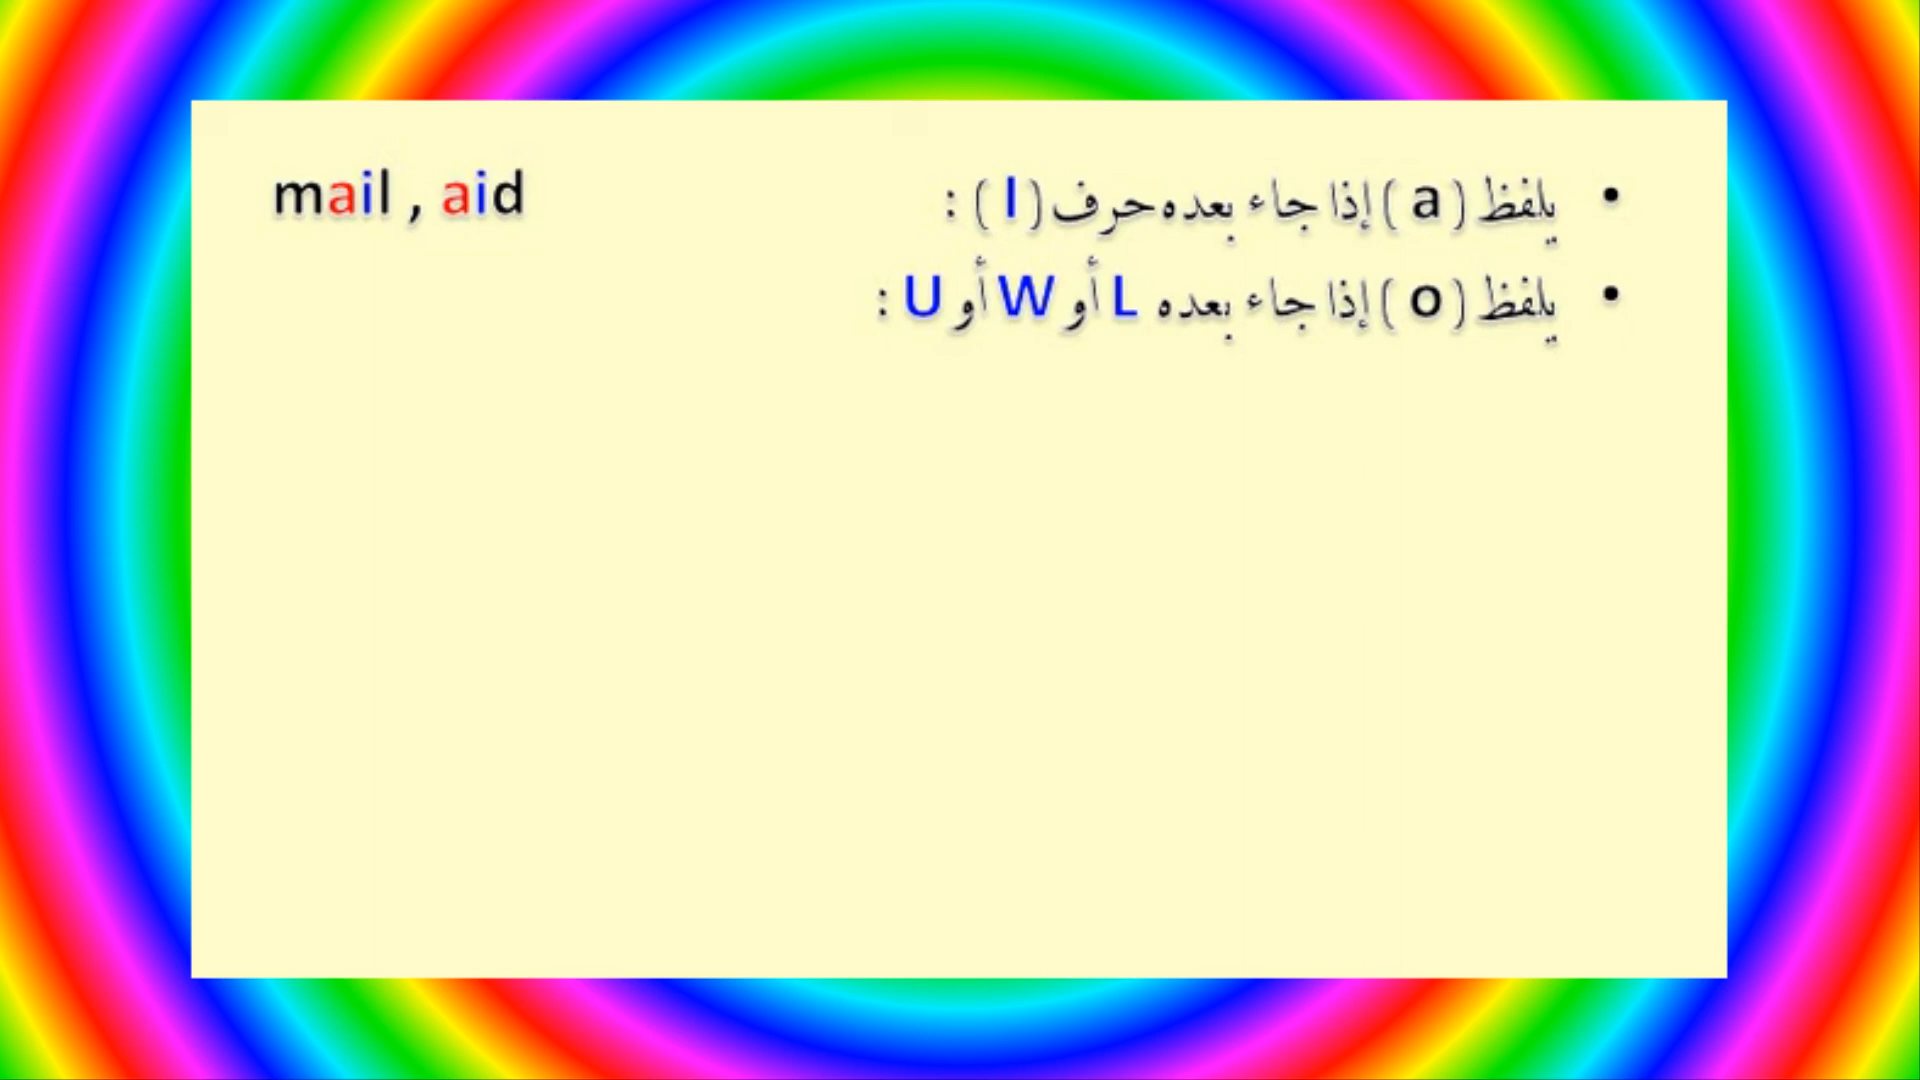 • يلفظ ( a ) إذا جاء بعده حرف ( I ) : mail , aid
• يلفظ ( o ) إذا جاء بعده L أو W أو U :